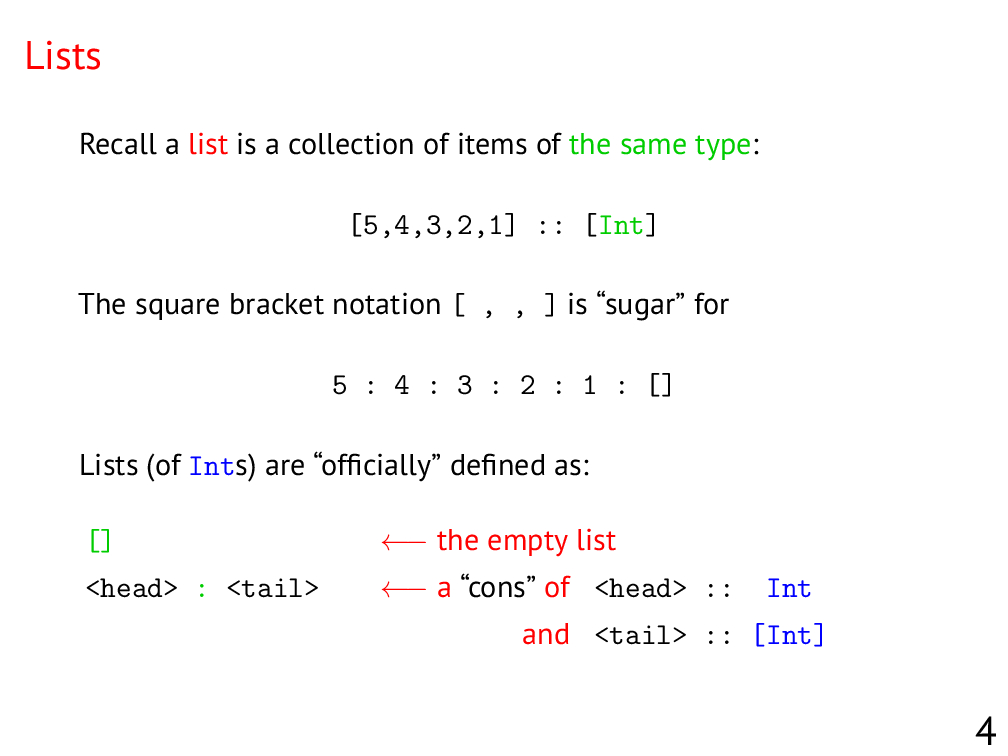 Lists
Recall a list is a collection of items of the same type:
[5,4,3,2,1] :: [Int]
The square bracket notation [ , , ] is “sugar” for
5 : 4 : 3 : 2 : 1 : []
Lists (of Ints) are “officially” defined as:
[] ⟵ the empty list
<head> : <tail> ⟵ a “cons” of <head> :: Int
and <tail> :: [Int]
4